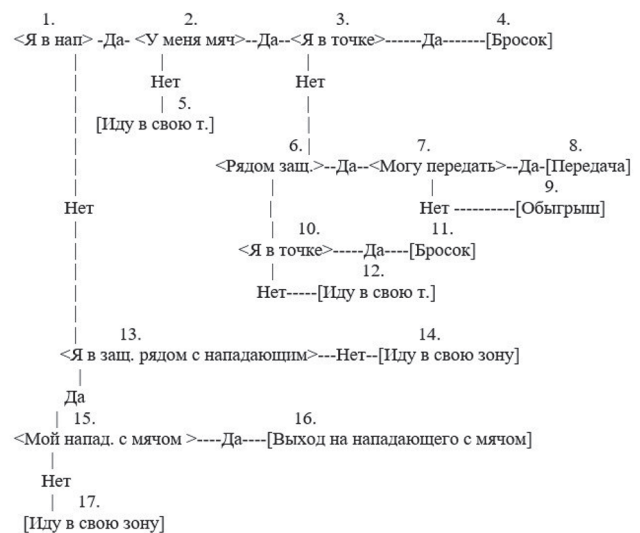 1. 2. 3. 4.
<Я в нап> -Да- <У меня мяч>--Да--<Я в точке>------Да-------[Бросок]
Нет Нет
5.
[Иду в свою т.]
6. 7. 8.
<Рядом защ.>--Да--<Могу передать>--Да-[Передача]
9.
Нет Нет ----------[Обыгрыш]
10. 11.
<Я в точке>-----Да----[Бросок]
12.
Нет-----[Иду в свою т.]
13. 14.
<Я в защ. рядом с нападающим>---Нет--[Иду в свою зону]
Да
15. 16.
<Мой напад. с мячом >----Да----[Выход на нападающего с мячом]
Нет
17.
[Иду в свою зону]